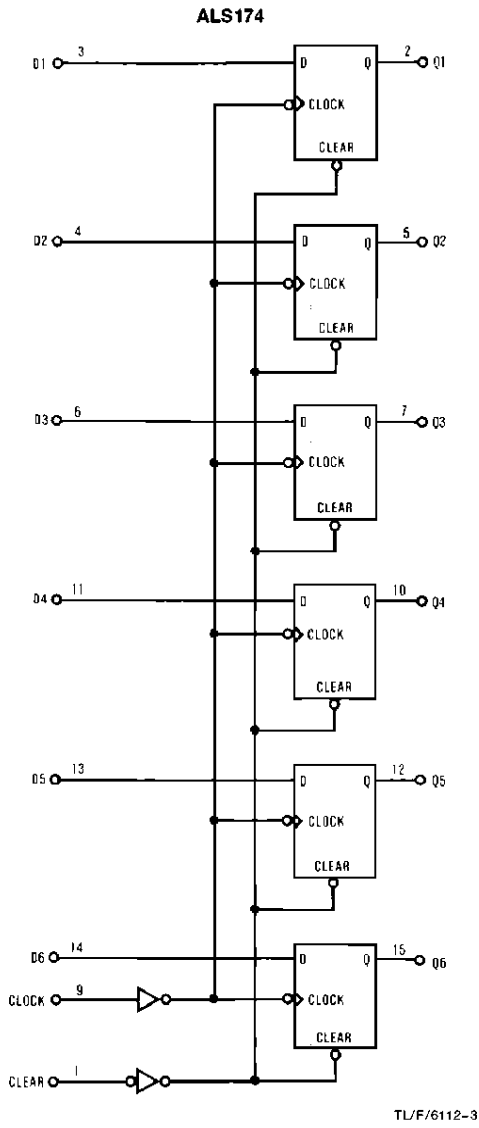 ALS174
D1 3 D Q 2 Q1
CLOCK
CLEAR
D2 4 D Q 5 Q2
CLOCK
CLEAR
D3 6 D Q 7 Q3
CLOCK
CLEAR
D4 11 D Q 10 Q4
CLOCK
CLEAR
D5 13 D Q 12 Q5
CLOCK
CLEAR
D6 14 D Q 15 Q6
CLOCK 9 CLOCK
CLEAR
CLEAR 1
TL/F/6112-3